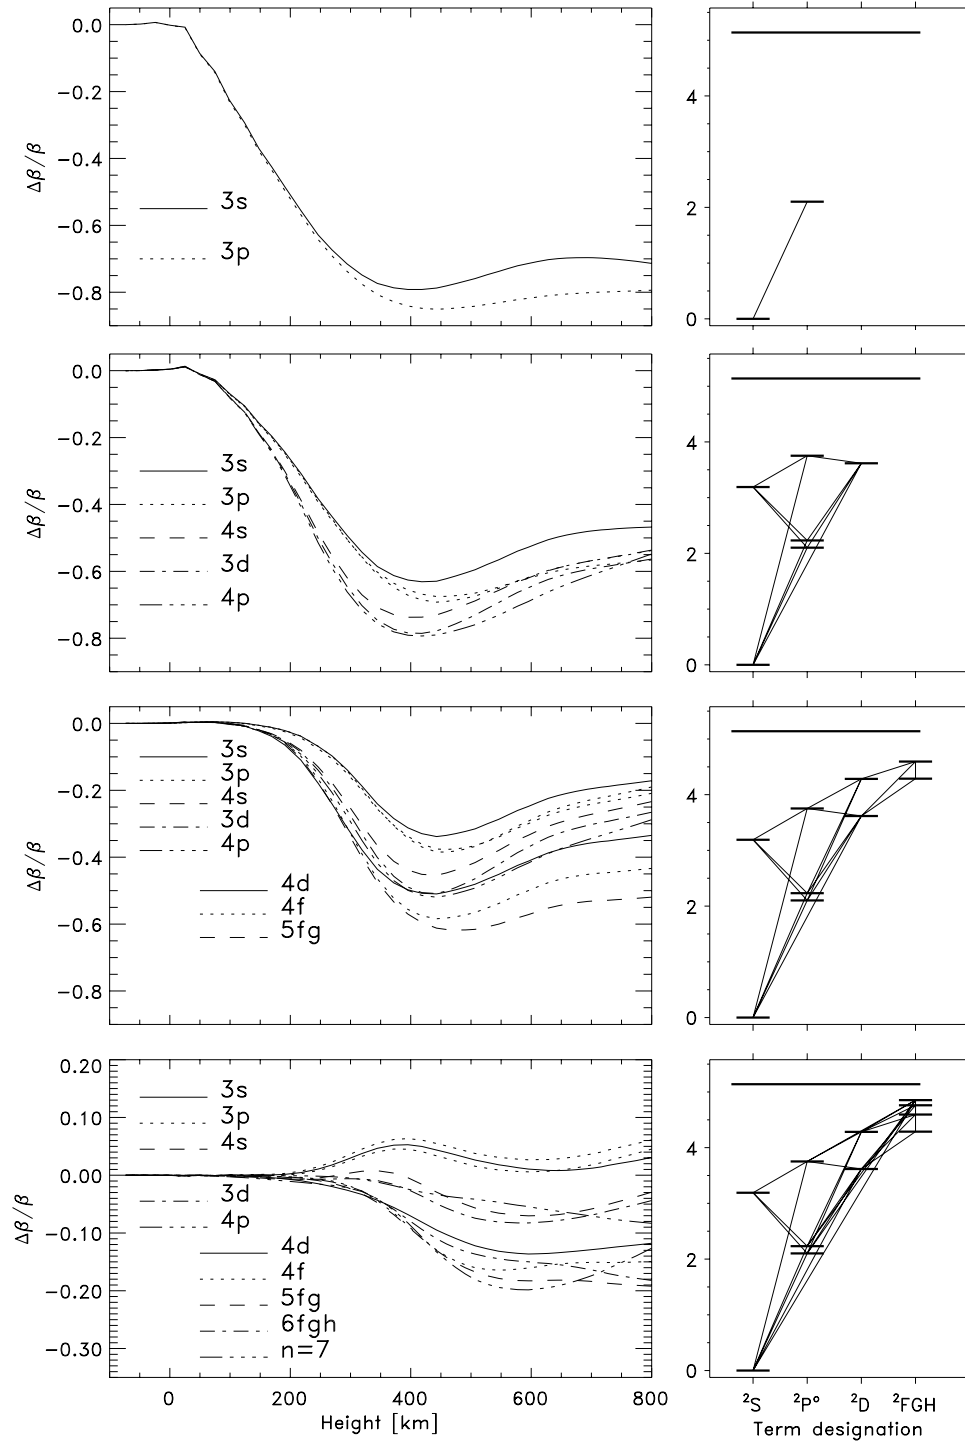 0.0
−0.2
−0.4
−0.6
−0.8
Δβ/β
3s
3p
4
2
0
0.0
−0.2
−0.4
−0.6
−0.8
Δβ/β
3s
3p
4s
3d
4p
4
2
0
0.0
−0.2
−0.4
−0.6
−0.8
Δβ/β
3s
3p
4s
3d
4p
4d
4f
5fg
4
2
0
0.20
0.10
0.00
−0.10
−0.20
−0.30
Δβ/β
3s
3p
4s
3d
4p
4d
4f
5fg
6fgh
n=7
0 200 400 600 800
Height [km]
4
2
0
²S ²Pᵒ ²D ²FGH
Term designation